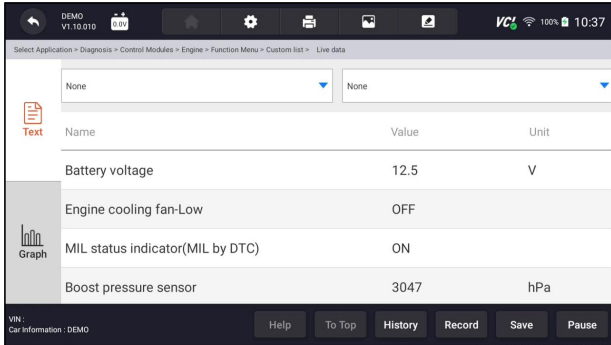 DEMO
V1.10.010
0.0V
VCI
100%
10:37
Select Application > Diagnosis > Control Modules > Engine > Function Menu > Custom list > Live data
None
None
Text
Name Value Unit
Battery voltage 12.5 V
Engine cooling fan-Low OFF
Graph
MIL status indicator(MIL by DTC) ON
Boost pressure sensor 3047 hPa
VIN :
Car Information : DEMO
Help To Top History Record Save Pause